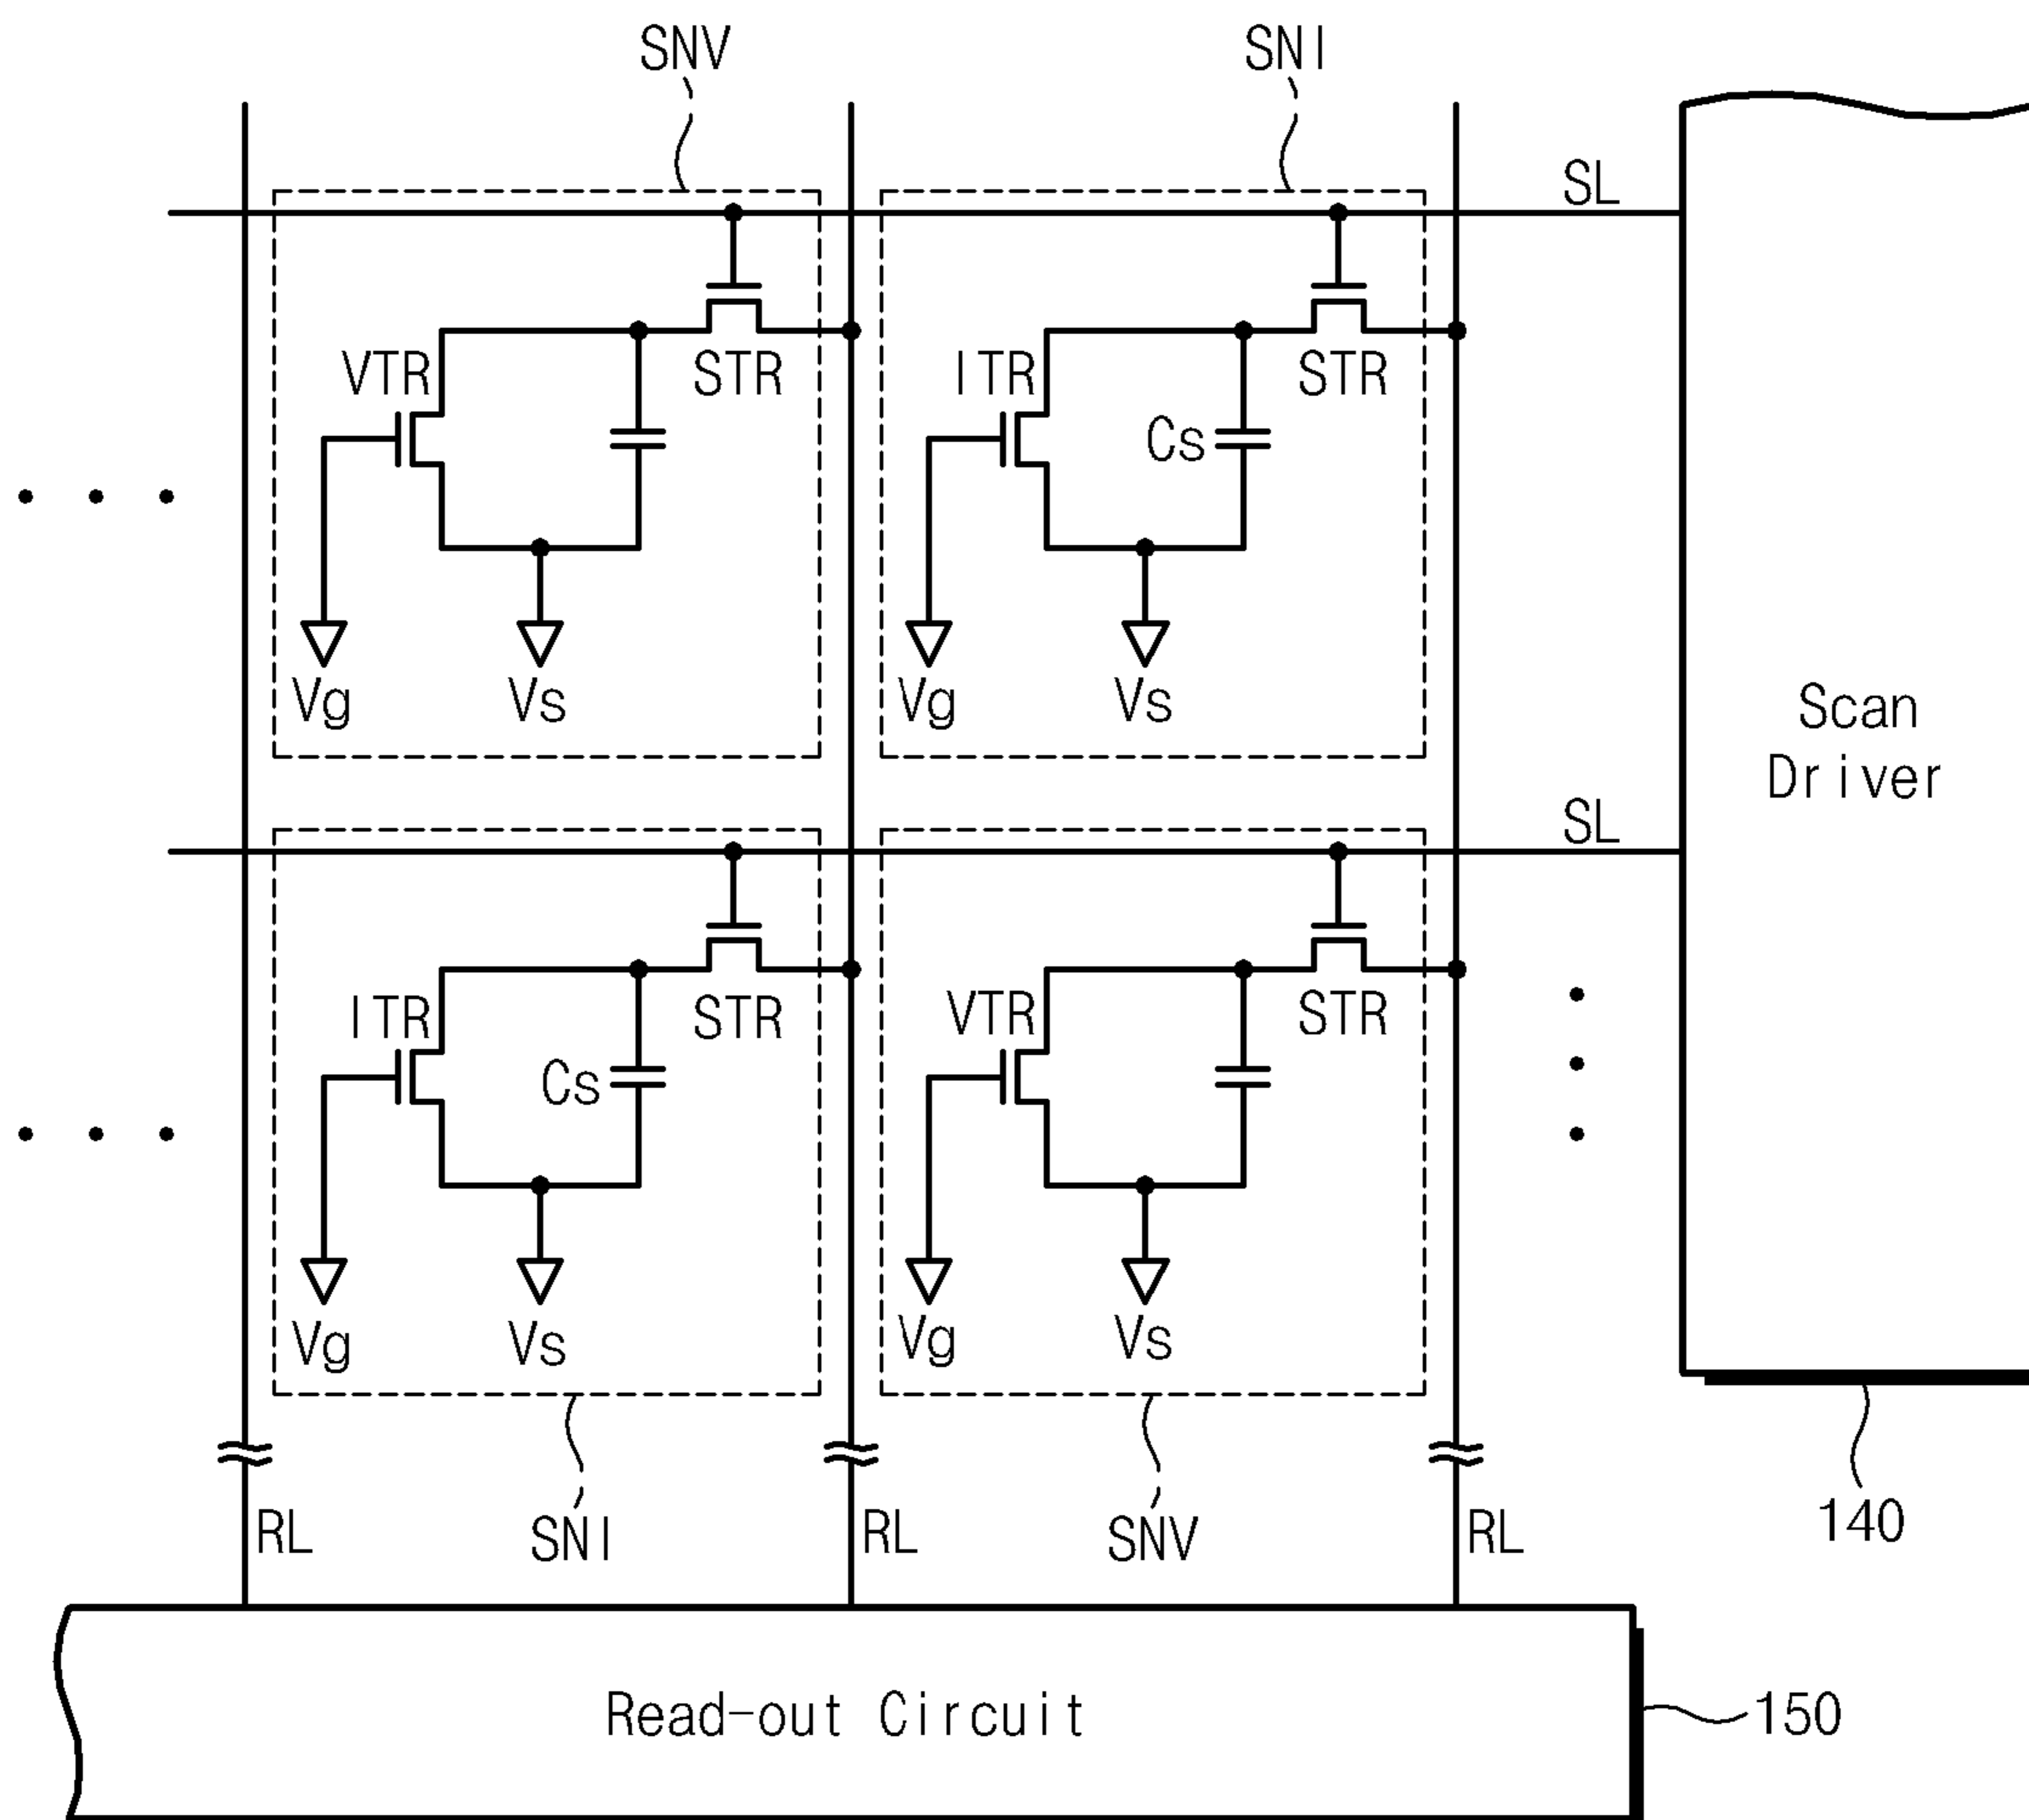 SNV
SNI
SL
VTR
STR
ITR
STR
Cs
Vg
Vs
Vg
Vs
Scan
Driver
SL
ITR
STR
VTR
STR
Cs
Vg
Vs
Vg
Vs
RL
SNI
RL
SNV
RL
140
Read-out Circuit
150